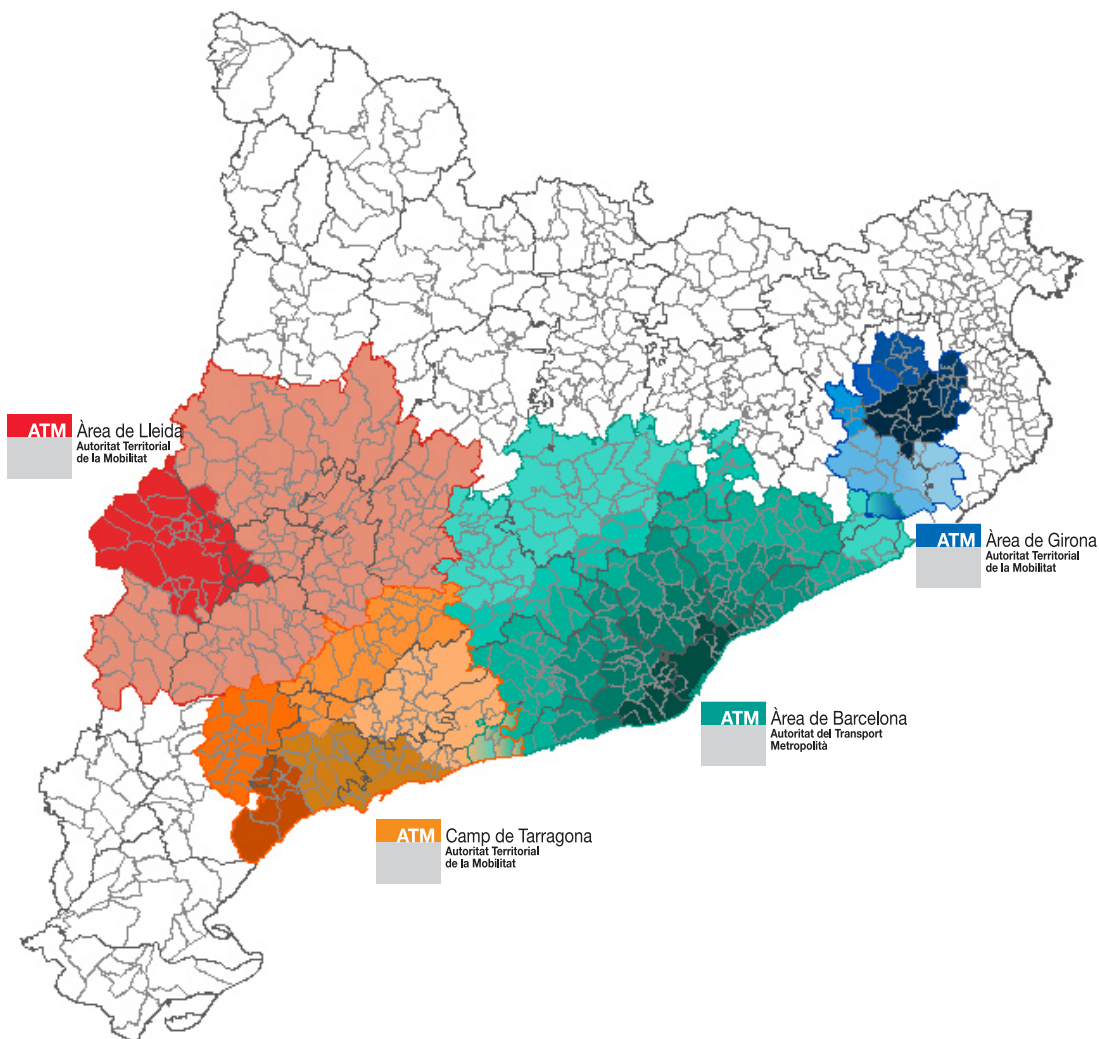 ATM Àrea de Lleida
Autoritat Territorial
de la Mobilitat
ATM Àrea de Girona
Autoritat Territorial
de la Mobilitat
ATM Àrea de Barcelona
Autoritat del Transport
Metropolità
ATM Camp de Tarragona
Autoritat Territorial
de la Mobilitat